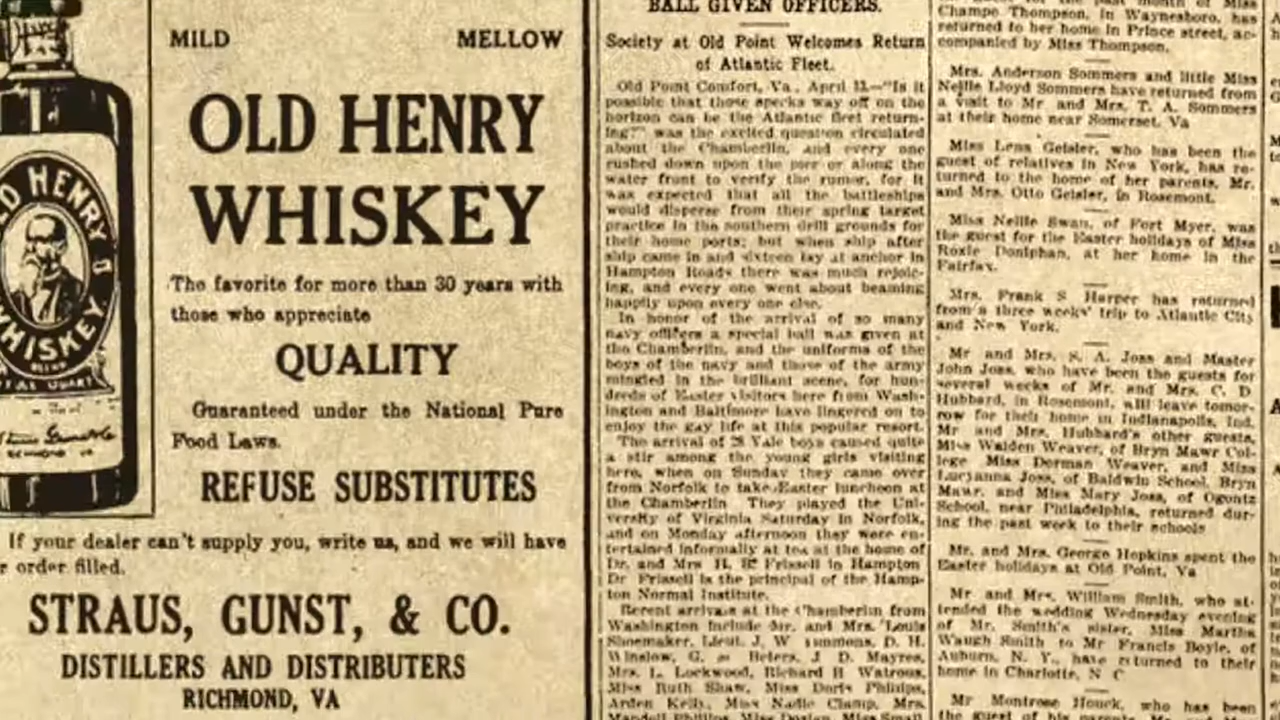 MILD MELLOW
OLD HENRY
WHISKEY
The favorite for more than 30 years with
those who appreciate
QUALITY
Guaranteed under the National Pure
Food Laws.
REFUSE SUBSTITUTES
If your dealer can't supply you, write us, and we will have
order filled.
STRAUS, GUNST, & CO.
DISTILLERS AND DISTRIBUTERS
RICHMOND, VA
HENRY
WHISKEY
BALL GIVEN OFFICERS.
Society at Old Point Welcomes Return
of Atlantic Fleet.
Old Point Comfort, Va., April 13.—"Is it
possible that those specks way off on the
horizon can be the Atlantic fleet return-
ing?" was the excited question circulated
about the Chamberlin, and every one
rushed down upon the pier or along the
water front to verify the rumor, for it
was expected that all the battleships
would disperse from their spring target
practice in the southern drill grounds for
their home ports; but when ship after
ship came in and sixteen lay at anchor in
Hampton Roads there was much rejoic-
ing, and every one went about beaming
happily upon every one else.
In honor of the arrival of so many
navy officers a special ball was given at
the Chamberlin, and the uniforms of the
boys of the navy and those of the army
mingled in the brilliant scene, for hun-
dreds of Easter visitors here from Wash-
ington and Baltimore have lingered on to
enjoy the gay life at this popular resort.
The arrival of 28 Yale boys caused quite
a stir among the young girls visiting
here, when on Sunday they came over
from Norfolk to take Easter luncheon at
the Chamberlin They played the Uni-
versity of Virginia Saturday in Norfolk,
and on Monday afternoon they were en-
tertained informally at tea at the home of
Dr. and Mrs H. B. Frissell in Hampton
Dr Frissell is the principal of the Hamp-
ton Normal Institute.
Recent arrivals at the Chamberlin from
Washington include Mr. and Mrs. Louis
Shoemaker, Lieut. J. W D. H.
Winslow, G. J D. Mayres,
Mrs. L. Lockwood, Richard H Watrous,
Miss Ruth Shaw, Miss Doris Philips,
Arden Kelly, Miss Nadie Clamp, Mrs.
Champe Thompson, in Waynesboro, has
returned to her home in Prince street, ac-
companied by Miss Thompson.
Mrs. Anderson Sommers and little Miss
Nellie Lloyd Sommers have returned from
a visit to Mr and Mrs. T. A. Sommers
at their home near Somerset, Va
Miss Lena Geisler, who has been the
guest of relatives in New York, has re-
turned to the home of her parents, Mr.
and Mrs. Otto Geisler, in Rosemont.
Miss Nellie Swan, of Fort Myer, was
the guest for the Easter holidays of Miss
Roxie Doniphan, at her home in the
Fairfax.
Mrs. Frank S Harper has returned
from a three weeks' trip to Atlantic City
and New York.
Mr and Mrs. S. A. Joss and Master
John Joss, who have been the guests for
several weeks of Mr. and Mrs. C. D
Hubbard, in Rosemont, will leave tomor-
row for their home in Indianapolis, Ind.
Mr and Mrs. Hubbard's other guests,
Miss Walden Weaver, of Bryn Mawr Col-
lege Miss Dorman Weaver, and Miss
Lucyanna Joss, of Baldwin School, Bryn
Mawr, and Miss Mary Joss, of Ogontz
School, near Philadelphia, returned dur-
ing the past week to their schools
Mr. and Mrs. George Hopkins spent the
Easter holidays at Old Point, Va
Mr and Mrs. William Smith, who at-
tended the wedding Wednesday evening
of Mr. Smith's sister, Miss Martha
Waugh Smith to Mr Francis Boyle, of
Auburn, N. Y., have returned to their
home in Charlotte, N C
Mr Montrose Houck, who has been
the guest of his parents,